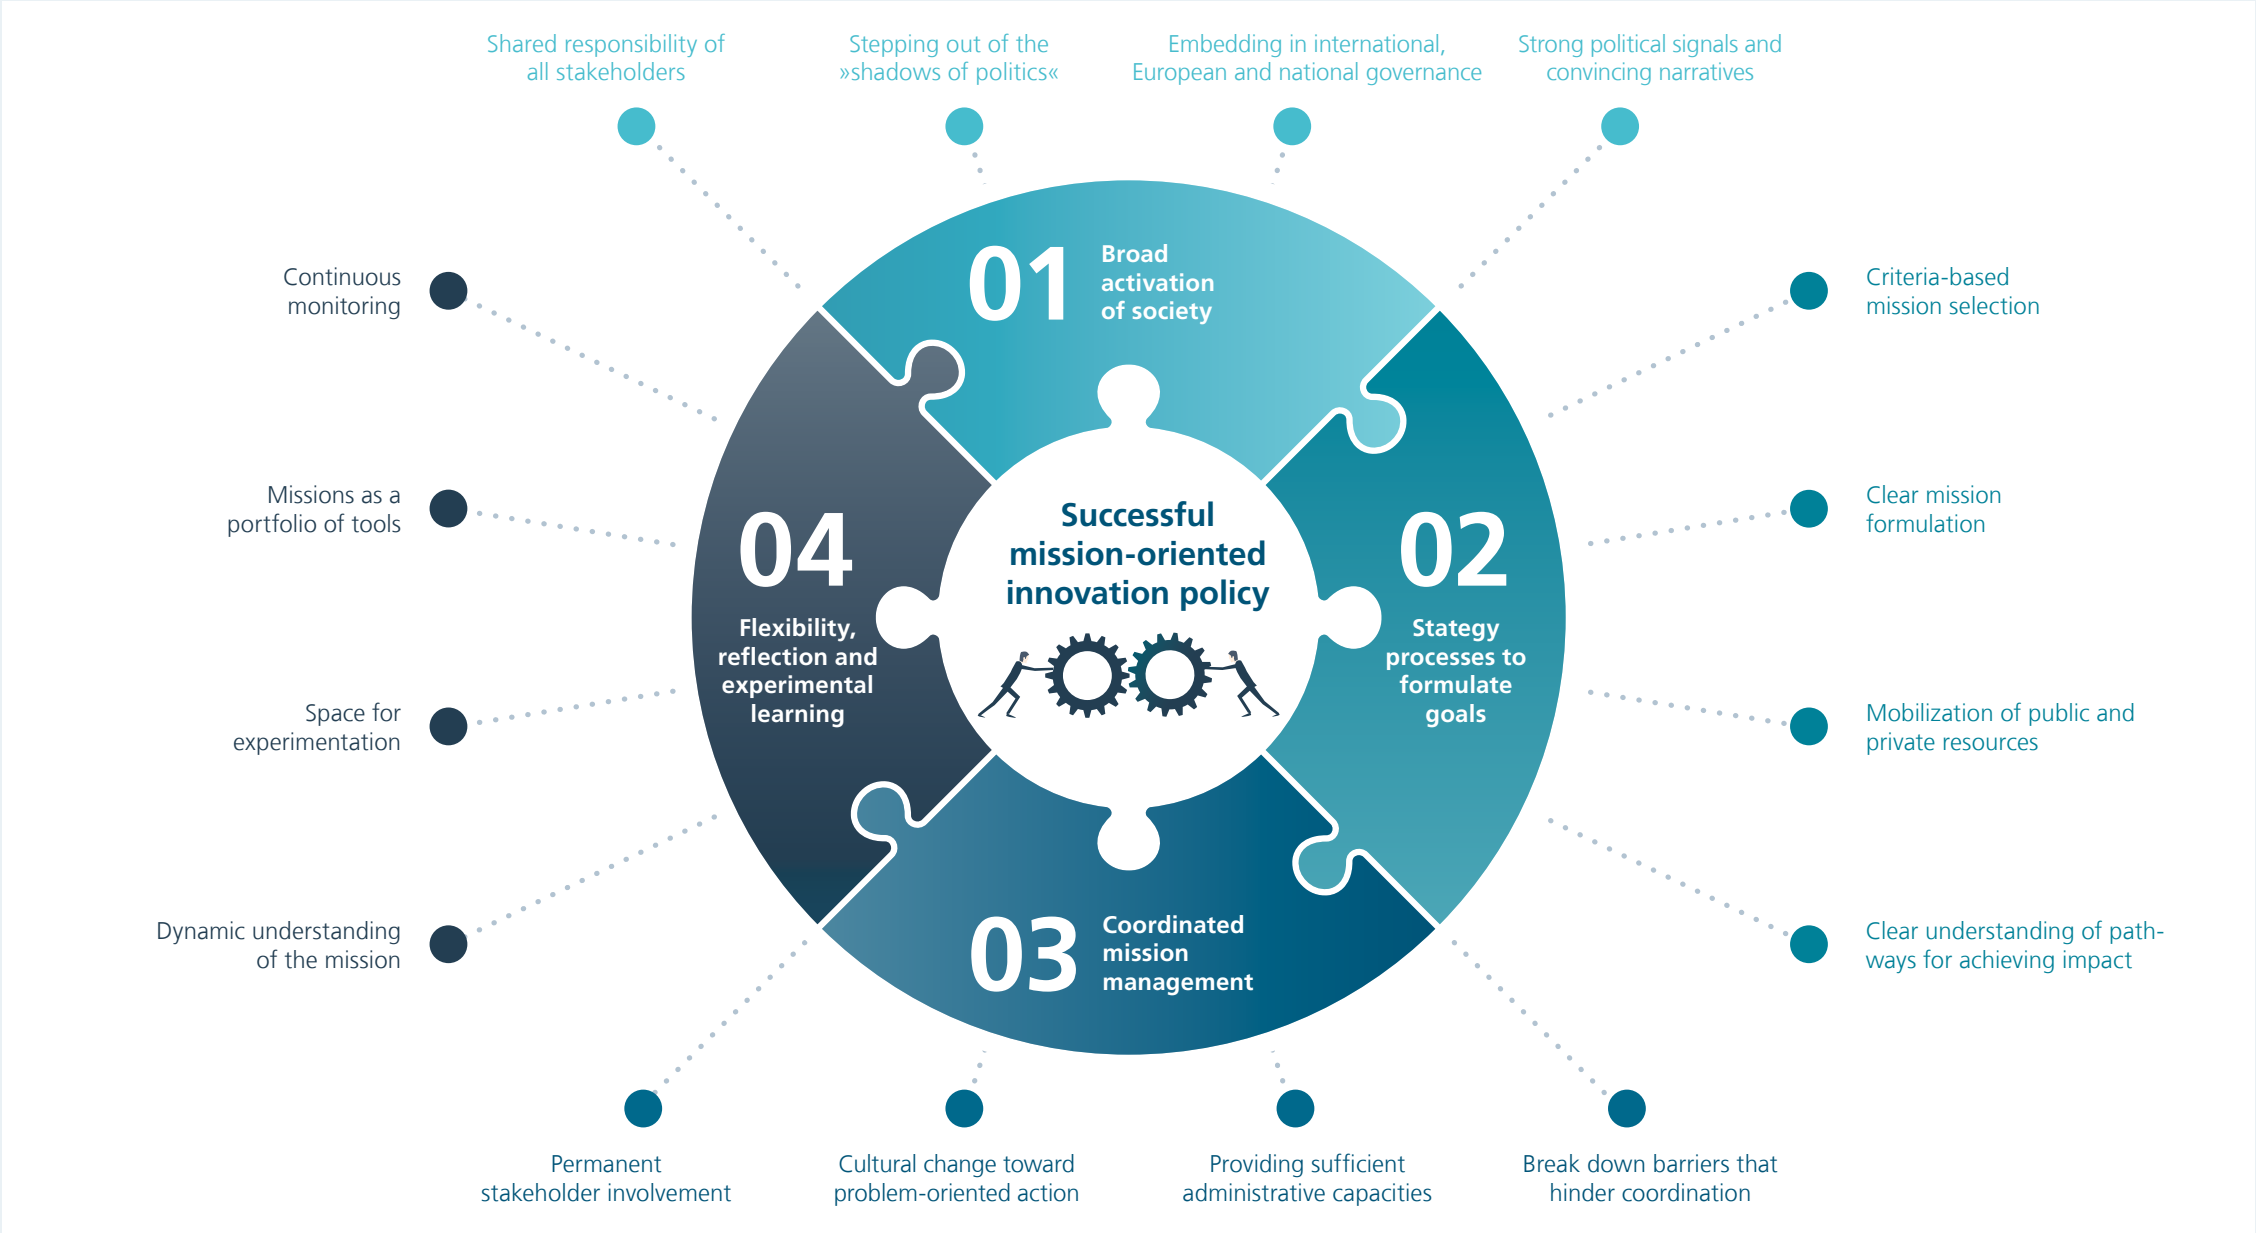 Shared responsibility of
all stakeholders
Stepping out of the
»shadows of politics«
Embedding in international,
European and national governance
Strong political signals and
convincing narratives
01
Broad
activation
of society
Criteria-based
mission selection
Clear mission
formulation
Mobilization of public and
private resources
Clear understanding of path-
ways for achieving impact
02
Stategy
processes to
formulate
goals
Successful
mission-oriented
innovation policy
04
Flexibility,
reflection and
experimental
learning
Continuous
monitoring
Missions as a
portfolio of tools
Space for
experimentation
Dynamic understanding
of the mission
03
Coordinated
mission
management
Permanent
stakeholder involvement
Cultural change toward
problem-oriented action
Providing sufficient
administrative capacities
Break down barriers that
hinder coordination